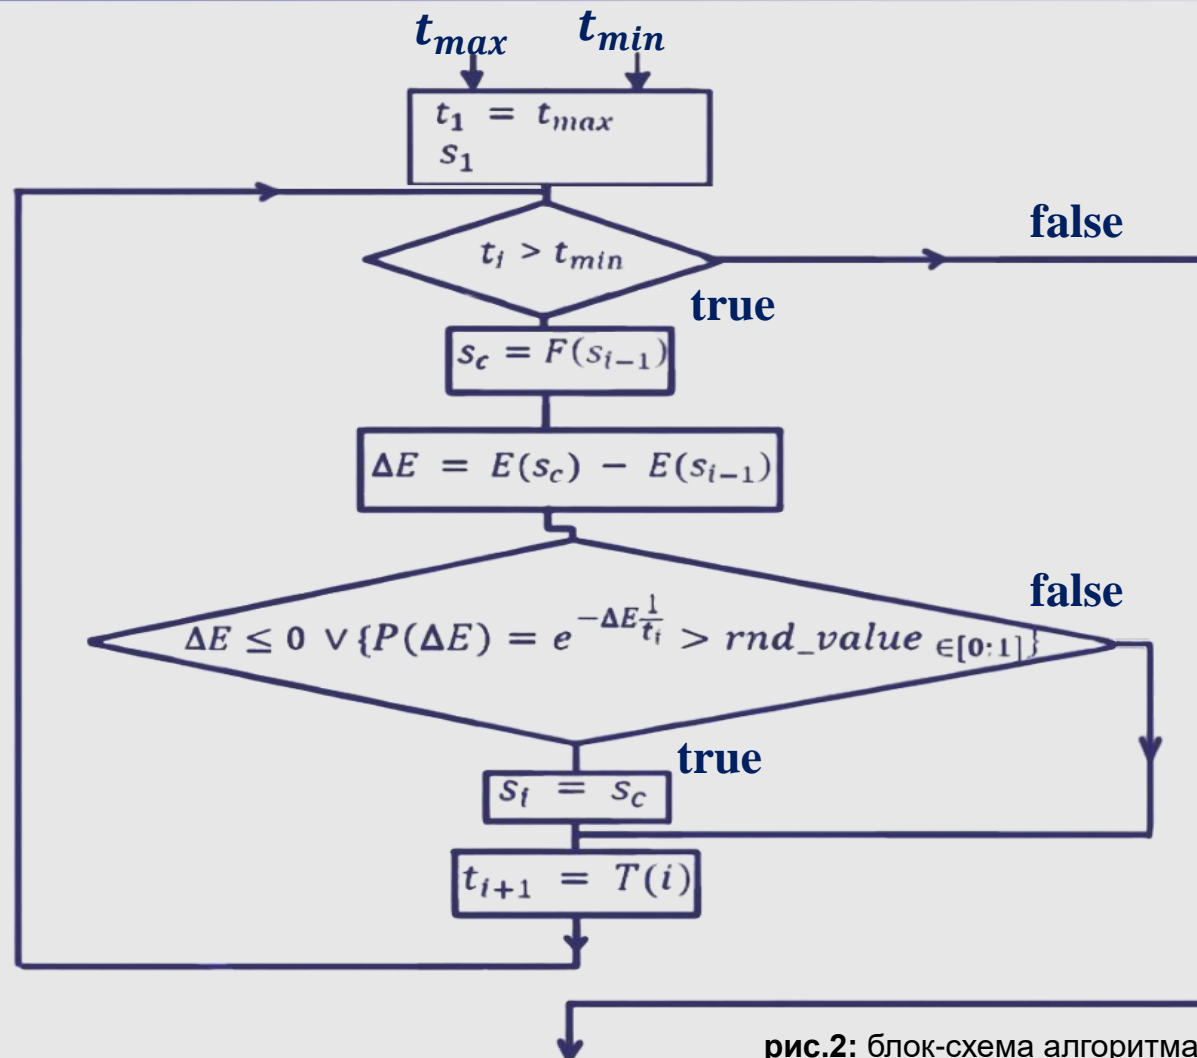 t_max t_min
t_1 = t_max
s_1
t_i > t_min
false
true
s_c = F(s_{i-1})
ΔE = E(s_c) − E(s_{i-1})
false
ΔE ≤ 0 ∨ {P(ΔE) = e^{-ΔE\frac{1}{t_i}} > rnd_value ∈[0:1]}
true
s_i = s_c
t_{i+1} = T(i)
рис.2: блок-схема алгоритма